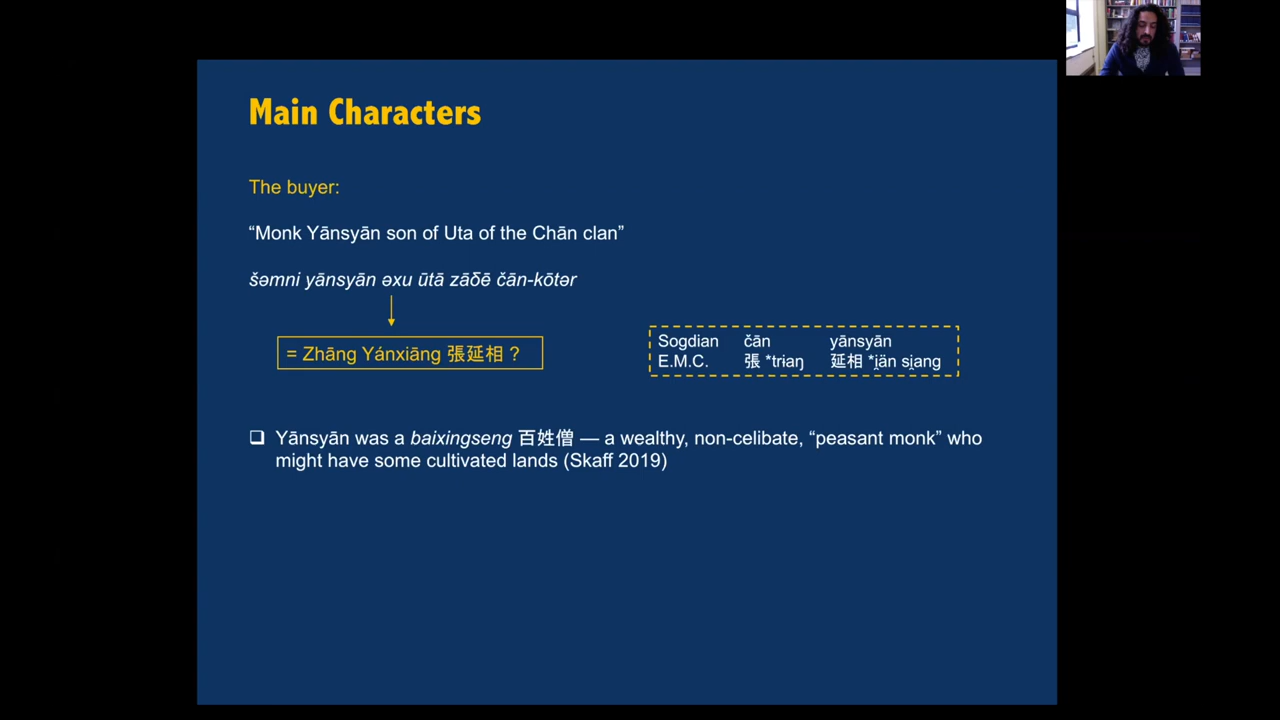 Main Characters
The buyer:
“Monk Yānsyān son of Uta of the Chān clan”
šəmni yānsyān əxu ūtā zāδē čān-kōtər
= Zhāng Yánxiāng 張延相 ?
Sogdian čān yānsyān
E.M.C. 張 *trɨaŋ 延相 *i̯än si̯ang
❑ Yānsyān was a baixingseng 百姓僧 — a wealthy, non-celibate, “peasant monk” who
might have some cultivated lands (Skaff 2019)